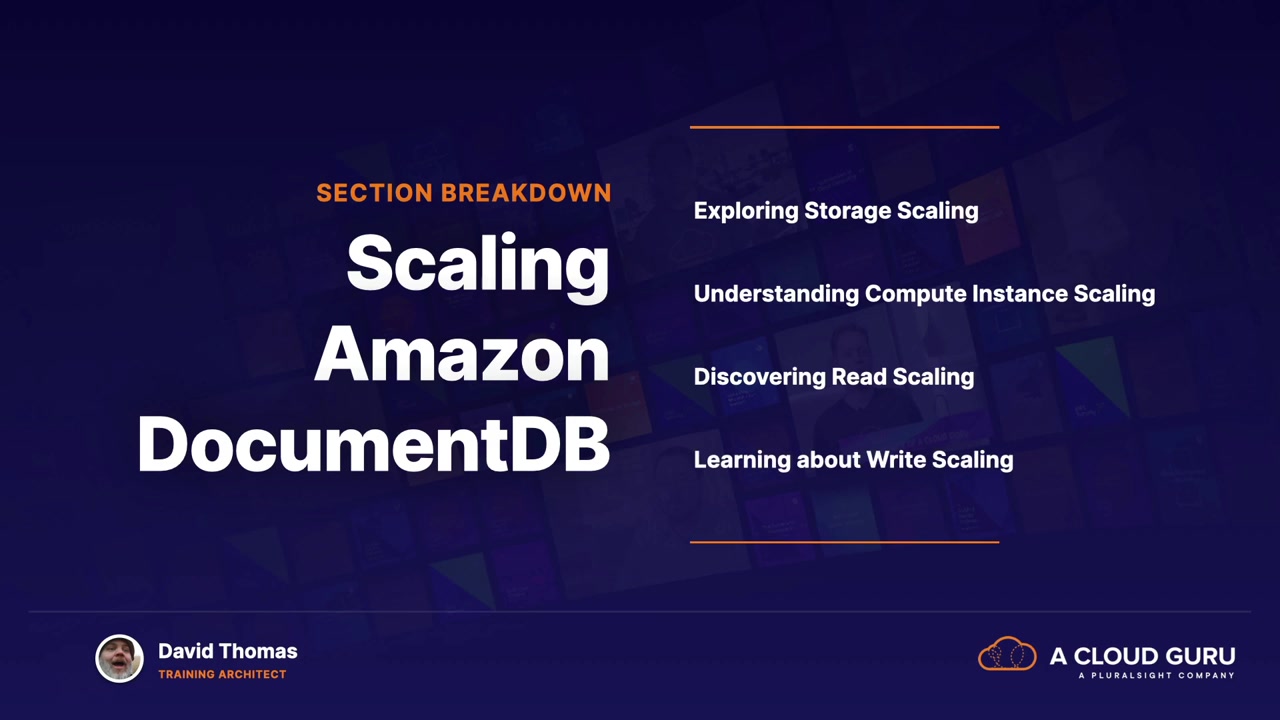 SECTION BREAKDOWN
Scaling
Amazon
DocumentDB
Exploring Storage Scaling
Understanding Compute Instance Scaling
Discovering Read Scaling
Learning about Write Scaling
David Thomas
TRAINING ARCHITECT
A CLOUD GURU
A PLURALSIGHT COMPANY